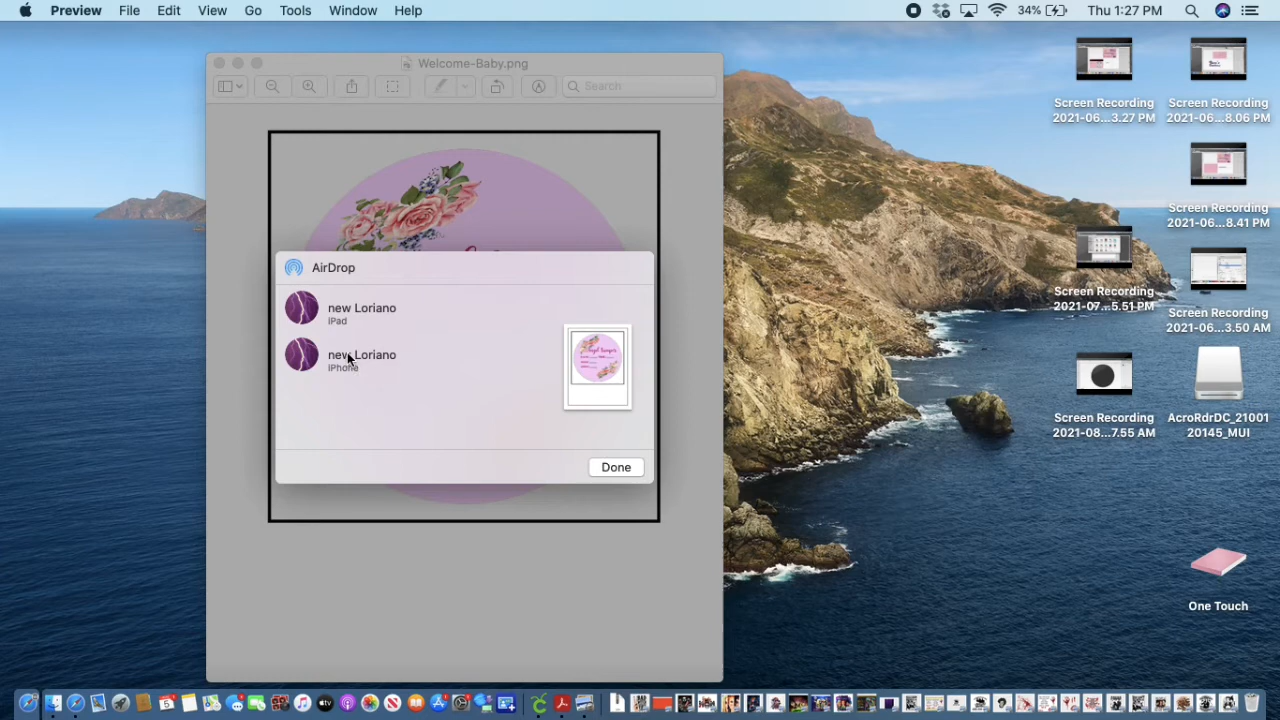 Preview File Edit View Go Tools Window Help
34% Thu 1:27 PM
Welcome-Baby.png
Search
AirDrop
new Loriano
iPad
new Loriano
iPhone
Done
Screen Recording
2021-06...3.27 PM
Screen Recording
2021-06...8.06 PM
Screen Recording
2021-06...8.41 PM
Screen Recording
2021-07...5.51 PM
Screen Recording
2021-06...3.50 AM
Screen Recording
2021-08...7.55 AM
AcroRdrDC_21001
20145_MUI
One Touch